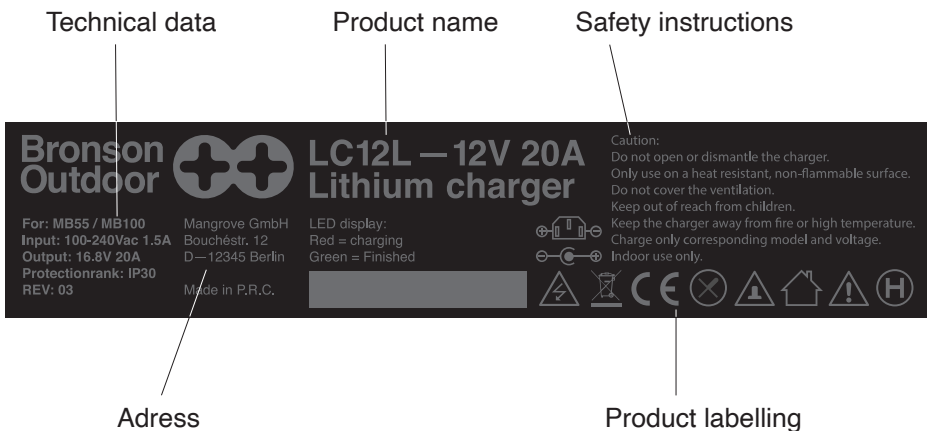 Technical data
Product name
Safety instructions
Bronson
Outdoor
LC12L — 12V 20A
Lithium charger
Caution:
Do not open or dismantle the charger.
Only use on a heat resistant, non-flammable surface.
Do not cover the ventilation.
Keep out of reach from children.
Keep the charger away from fire or high temperature.
Charge only corresponding model and voltage.
Indoor use only.
For: MB55 / MB100
Input: 100-240Vac 1.5A
Output: 16.8V 20A
Protectionrank: IP30
REV: 03
Mangrove GmbH
Bouchéstr. 12
D—12345 Berlin
Made in P.R.C.
LED display:
Red = charging
Green = Finished
CE
H
Adress
Product labelling